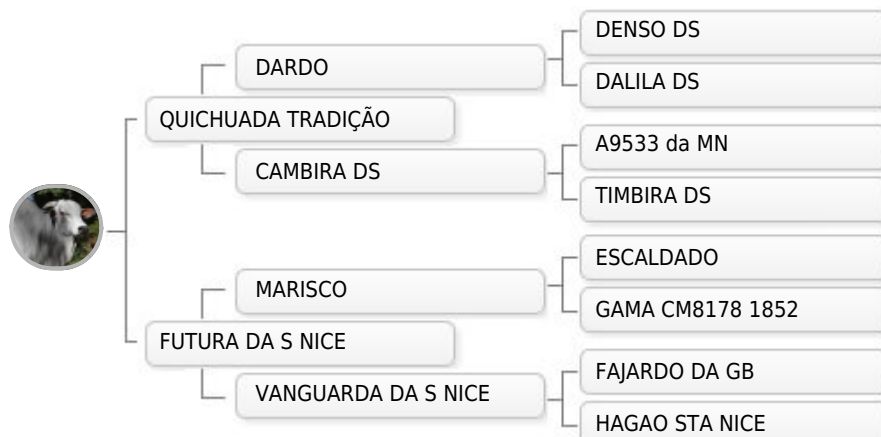 DENSO DS
DARDO
DALILA DS
QUICHUADA TRADIÇÃO
A9533 da MN
CAMBIRA DS
TIMBIRA DS
ESCALDADO
MARISCO
GAMA CM8178 1852
FUTURA DA S NICE
FAJARDO DA GB
VANGUARDA DA S NICE
HAGAO STA NICE